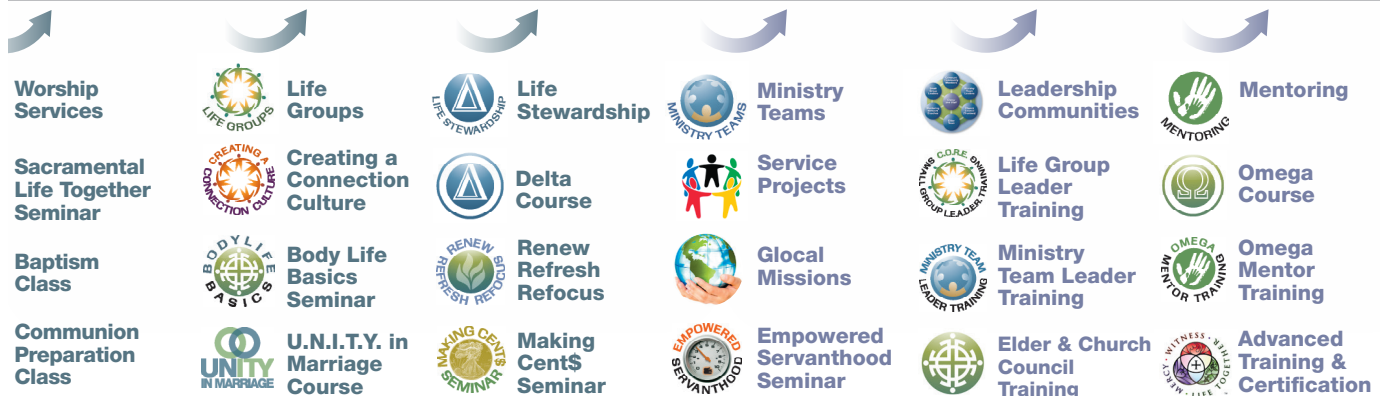 Worship
Services
LIFE GROUPS
Life
Groups
LIFE STEWARDSHIP
Life
Stewardship
MINISTRY TEAMS
Ministry
Teams
Leadership
Communities
MENTORING
Mentoring
Sacramental
Life Together
Seminar
CREATING A
CONNECTION CULTURE
Creating a
Connection
Culture
Delta
Course
Service
Projects
C.O.R.E.
SMALL GROUP LEADER TRAINING
Life Group
Leader
Training
Ω
Omega
Course
Baptism
Class
BODY LIFE
BASICS
Body Life
Basics
Seminar
RENEW
REFRESH REFOCUS
Renew
Refresh
Refocus
Glocal
Missions
MINISTRY TEAM
LEADER TRAINING
Ministry
Team Leader
Training
OMEGA
MENTOR TRAINING
Omega
Mentor
Training
Communion
Preparation
Class
UNITY
IN MARRIAGE
U.N.I.T.Y. in
Marriage
Course
MAKING CENT$
SEMINAR
Making
Cent$
Seminar
EMPOWERED
SERVANTHOOD
Empowered
Servanthood
Seminar
Elder & Church
Council
Training
MERCY • WITNESS • LIFE TOGETHER
Advanced
Training &
Certification